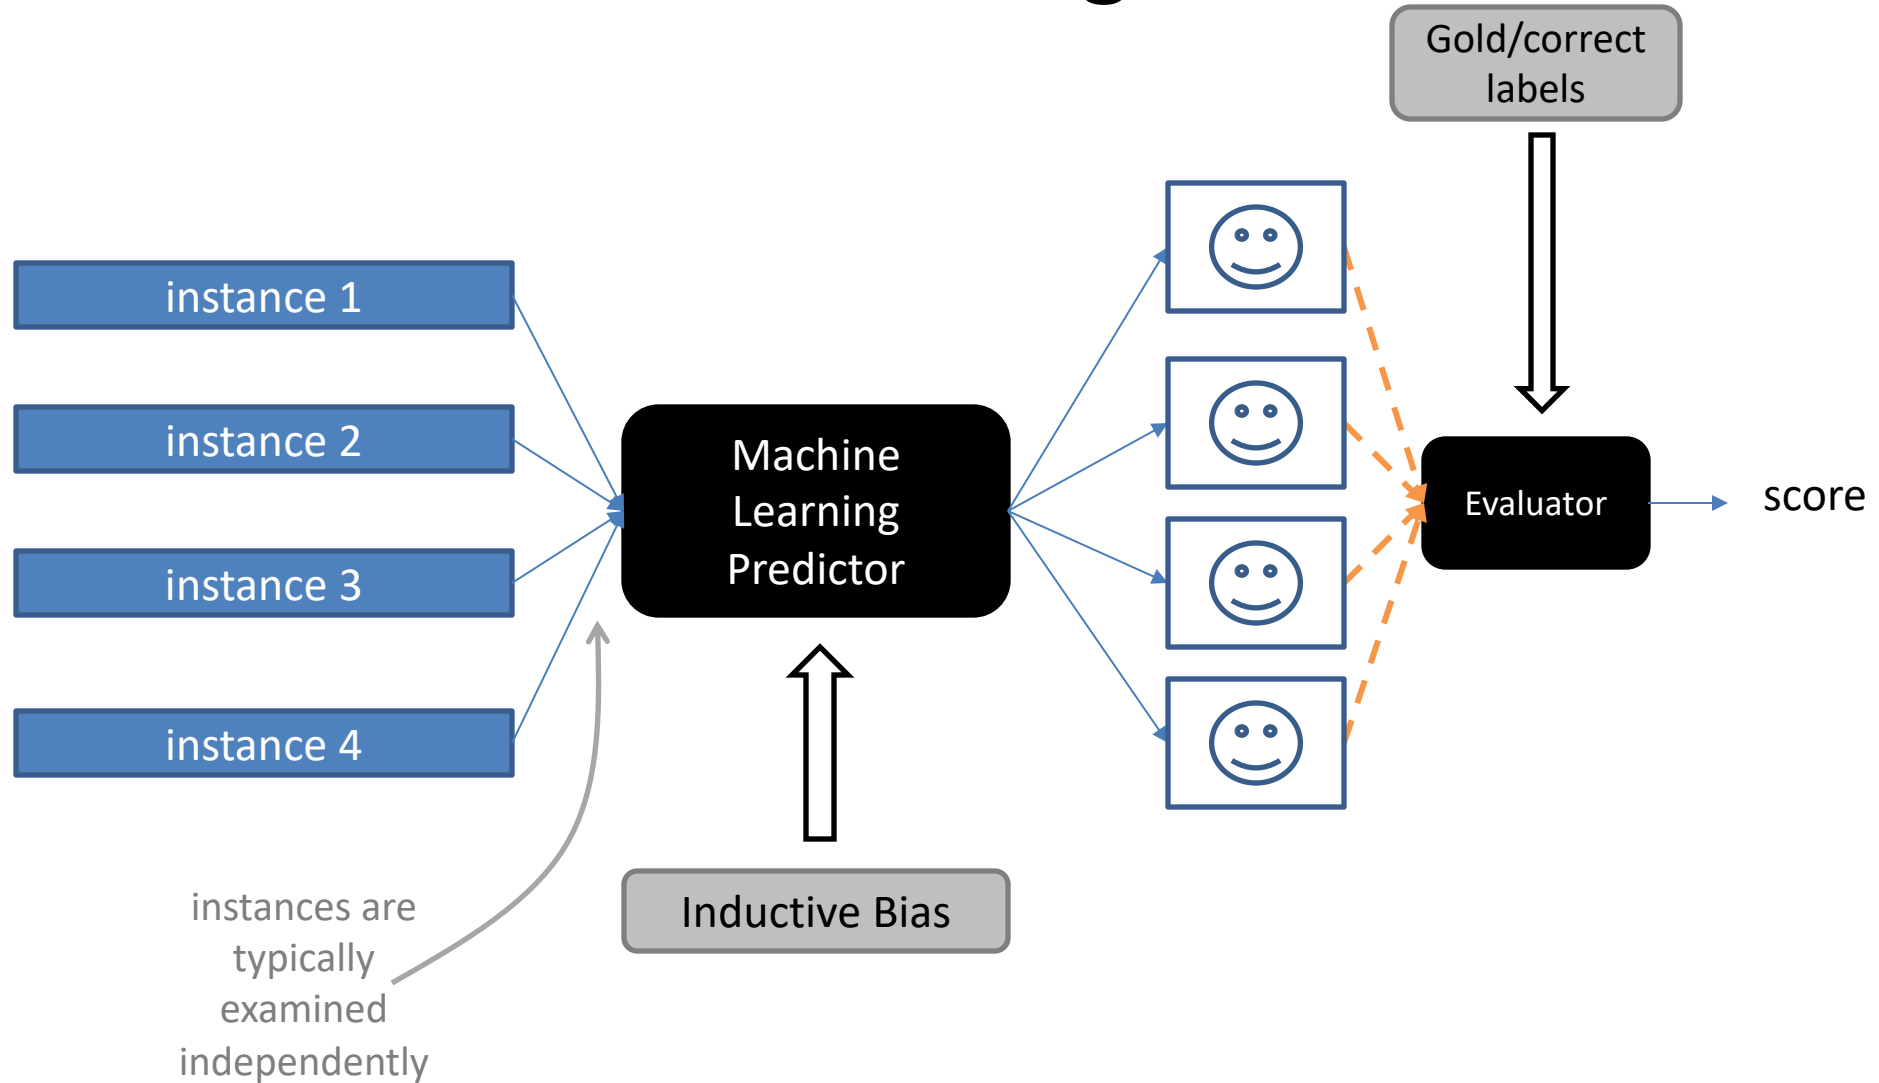 Gold/correct
labels
instance 1
instance 2
instance 3
instance 4
Machine
Learning
Predictor
Evaluator
score
Inductive Bias
instances are
typically
examined
independently